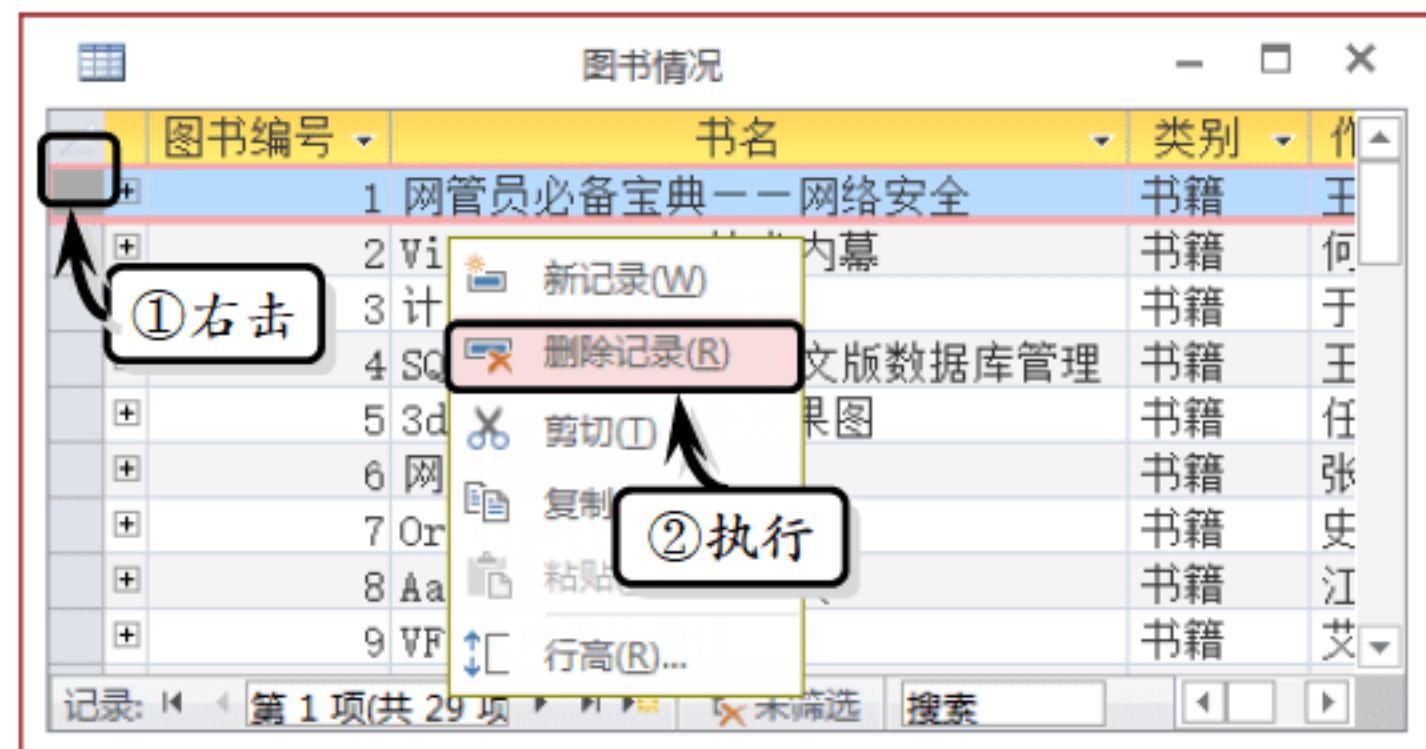 图书情况
图书编号 书名 类别
1 网管员必备宝典——网络安全 书籍 王
2 Vi 内幕 书籍 何
①右击
新记录(W)
3 计 书籍 于
删除记录(R)
4 SQ 文版数据库管理 书籍 王
5 3d 果图 书籍 任
剪切(T)
6 网 书籍 张
复制
②执行
7 Or 书籍 史
粘贴
8 Aa 书籍 江
9 VF 书籍 艾
行高(R)...
记录: 第 1 项(共 29 项 未筛选 搜索